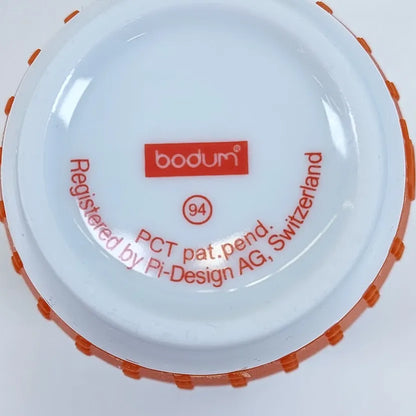 bodum®
94
PCT pat.pend.
Registered by Pi-Design AG, Switzerland